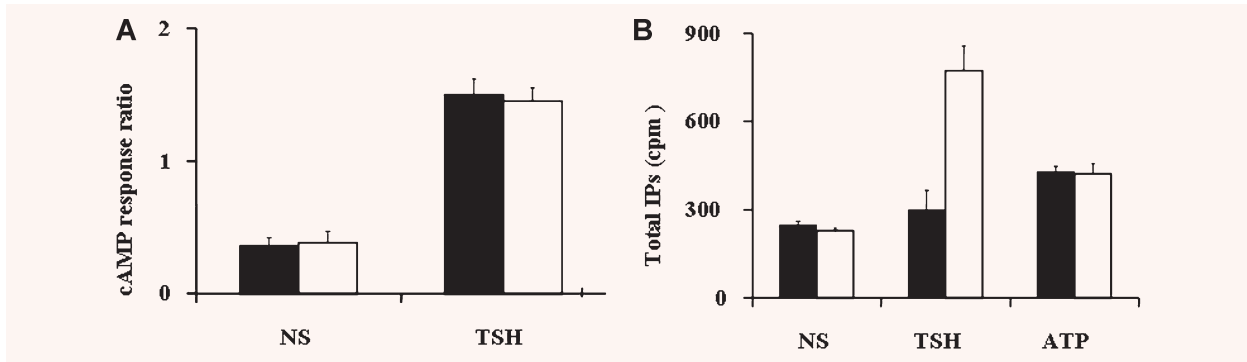 A
cAMP response ratio
2
1
0
NS TSH
B
Total IPs (cpm )
900
600
300
0
NS TSH ATP